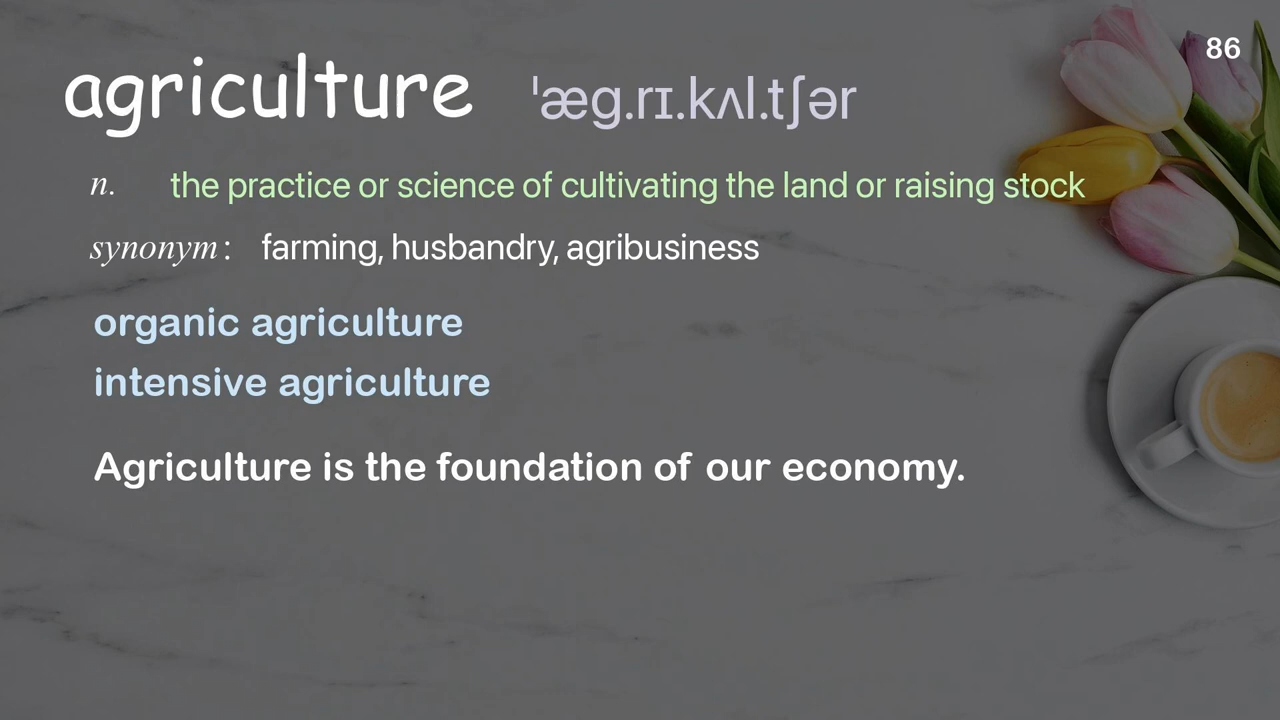 86
agriculture ˈæɡ.rɪ.kʌl.tʃər
n. the practice or science of cultivating the land or raising stock
synonym: farming, husbandry, agribusiness
organic agriculture
intensive agriculture
Agriculture is the foundation of our economy.